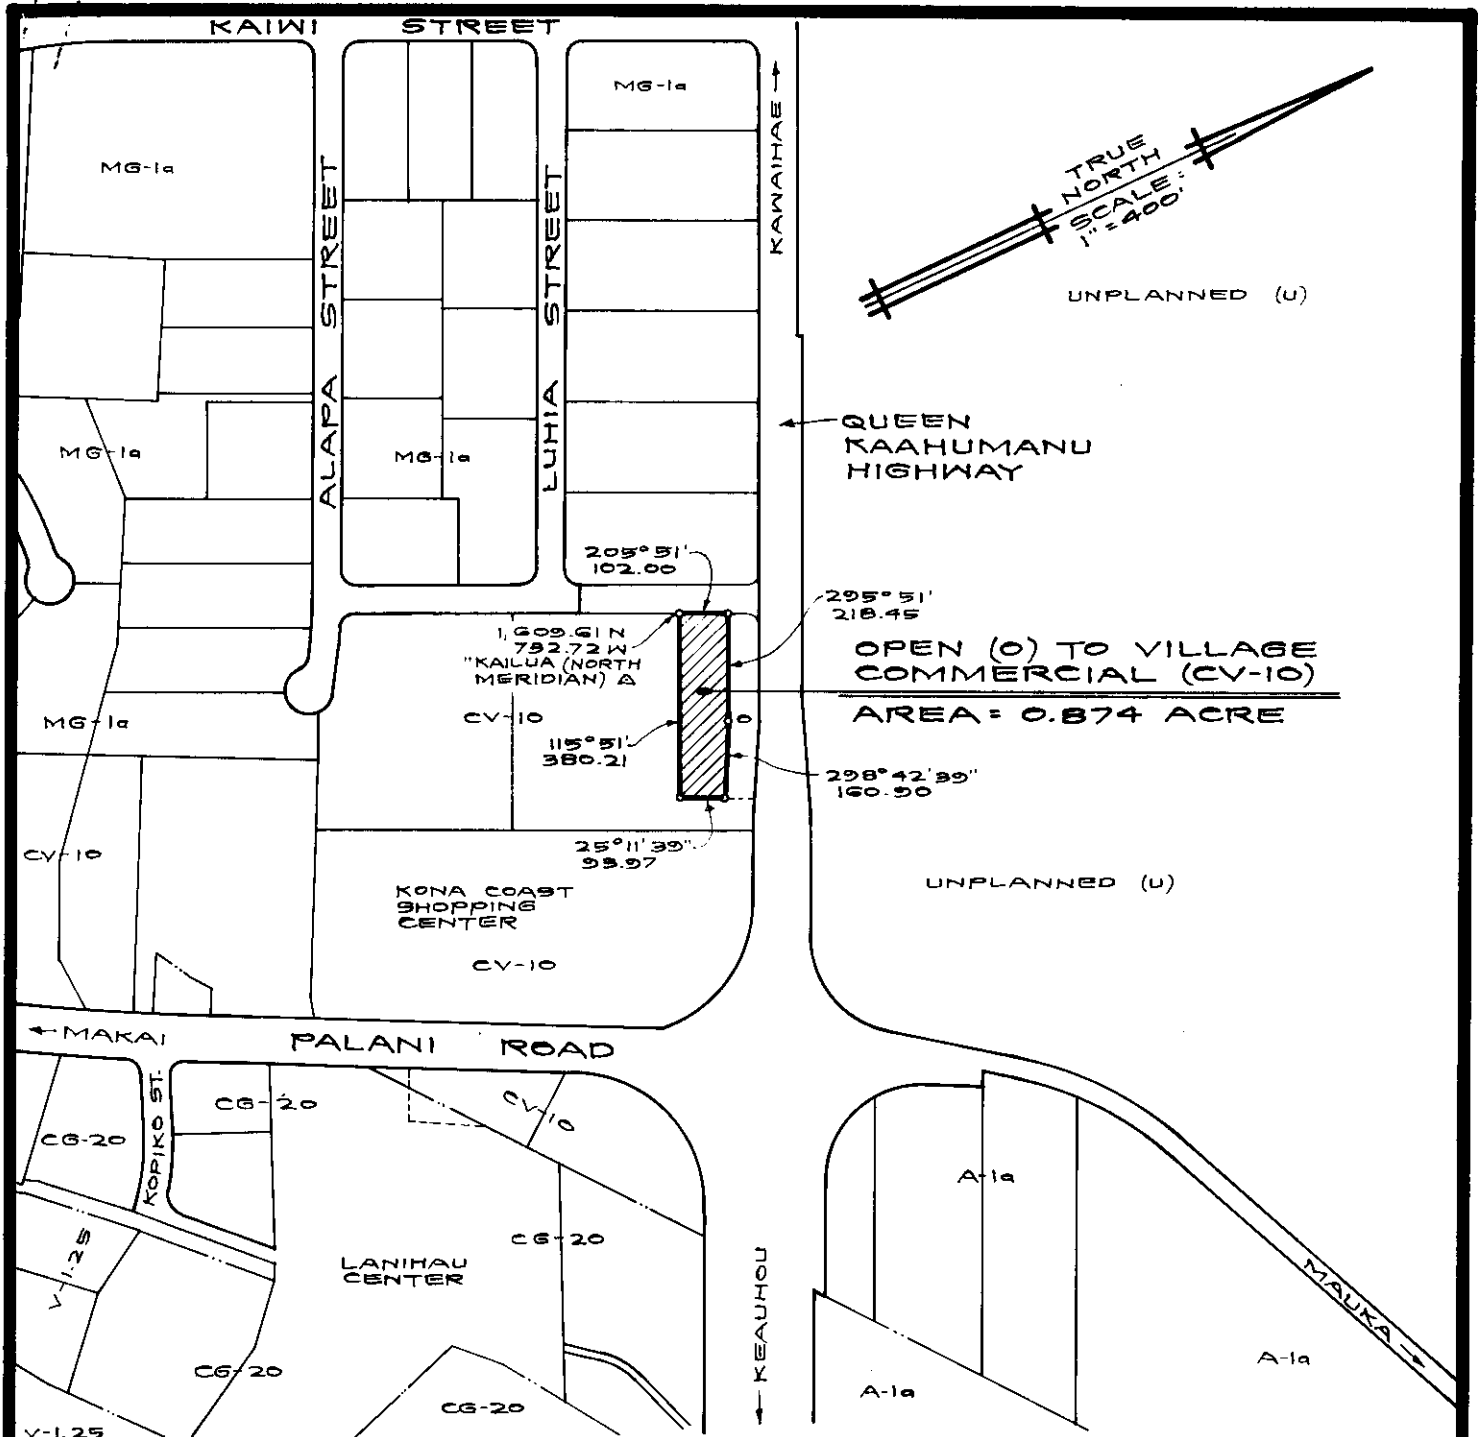 KAIWI STREET
MG-1a
MG-1a
ALAPA STREET
LUHIA STREET
KAWAIHAE
TRUE
NORTH
SCALE:
1" = 400'
UNPLANNED (U)
MG-1a
MG-1a
QUEEN
KAAHUMANU
HIGHWAY
205° 51'
102.00
295° 51'
218.45
1,609.61 N
792.72 W
"KAILUA (NORTH
MERIDIAN) △
OPEN (O) TO VILLAGE
COMMERCIAL (CV-10)
AREA = 0.874 ACRE
MG-1a
CV-10
O
115° 51'
380.21
298° 42' 39"
160.90
25° 11' 39"
93.97
CV-10
KONA COAST
SHOPPING
CENTER
CV-10
UNPLANNED (U)
MAKAI
PALANI ROAD
KOPIKO ST.
CG-20
CG-20
CV-10
A-1a
V-1.25
LANIHAU
CENTER
CG-20
KEAUHOU
MAUKA
CG-20
CG-20
A-1a
A-1a
V-1.25